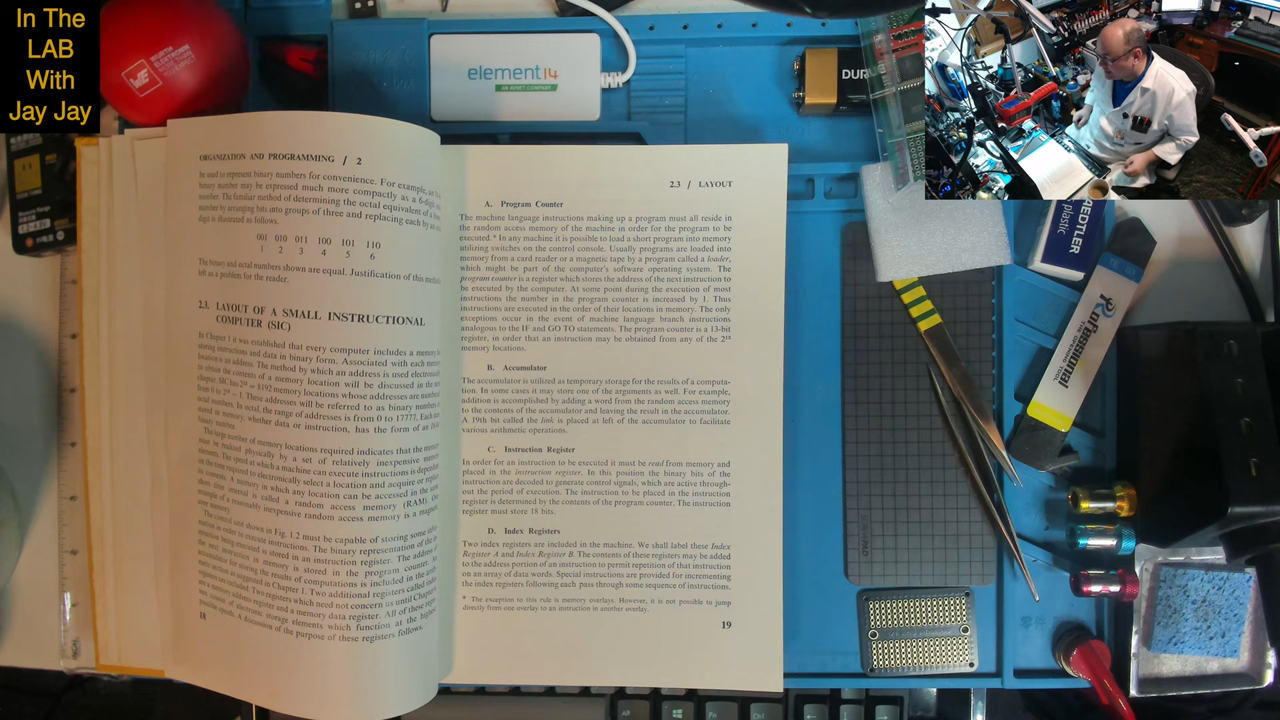 In The
LAB
With
Jay Jay
WÜRTH
element14
AN AVNET COMPANY
DURA
ORGANIZATION AND PROGRAMMING / 2
be used to represent binary numbers for convenience. For example, an
binary number may be expressed much more compactly as a 6-digit
number. The familiar method of determining the octal equivalent of a
number by arranging bits into groups of three and replacing each by an
digit is illustrated as follows.
001 010 011 100 101 110
1 2 3 4 5 6
The binary and octal numbers shown are equal. Justification of this method
left as a problem for the reader.
2.3. LAYOUT OF A SMALL INSTRUCTIONAL
COMPUTER (SIC)
In Chapter 1 it was established that every computer includes a memory
storing instructions and data in binary form. Associated with each memory
location is an address. The method by which an address is used electronically
to obtain the contents of a memory location will be discussed in the next
chapter. SIC has 2¹³ = 8192 memory locations whose addresses are numbered
from 0 to 2¹³ − 1. These addresses will be referred to as binary numbers
octal numbers. In octal, the range of addresses is from 0 to 17777. Each
stored in memory, whether data or instruction, has the form of an
binary number.
The large number of memory locations required indicates that the memory
must be realized physically by a set of relatively inexpensive memory
elements. The speed at which a machine can execute instructions is dependent
on the time required to electronically select a location and acquire or replace
its contents. A memory in which any location can be accessed in the same
short time interval is called a random access memory (RAM). One
example of a reasonably inexpensive random access memory is a magnetic
core memory.
The control unit shown in Fig. 1.2 must be capable of storing some
mation in order to execute instructions. The binary representation of the
struction being executed is stored in an instruction register. The address of
the next instruction in memory is stored in the program counter.
accumulator for storing the results of computations is included in the arith-
metic section as suggested in Chapter 1. Two additional registers called index
registers are included. Two registers which need not concern us until Chapter
are a memory address register and a memory data register. All of these
consist of electronic storage elements which function at the highest
possible speeds. A discussion of the purpose of these registers follows.
18
2.3 / LAYOUT
A. Program Counter
The machine language instructions making up a program must all reside in
the random access memory of the machine in order for the program to be
executed.* In any machine it is possible to load a short program into memory
utilizing switches on the control console. Usually programs are loaded into
memory from a card reader or a magnetic tape by a program called a loader,
which might be part of the computer's software operating system. The
program counter is a register which stores the address of the next instruction to
be executed by the computer. At some point during the execution of most
instructions the number in the program counter is increased by 1. Thus
instructions are executed in the order of their locations in memory. The only
exceptions occur in the event of machine language branch instructions
analogous to the IF and GO TO statements. The program counter is a 13-bit
register, in order that an instruction may be obtained from any of the 2¹³
memory locations.
B. Accumulator
The accumulator is utilized as temporary storage for the results of a computa-
tion. In some cases it may store one of the arguments as well. For example,
addition is accomplished by adding a word from the random access memory
to the contents of the accumulator and leaving the result in the accumulator.
A 19th bit called the link is placed at left of the accumulator to facilitate
various arithmetic operations.
C. Instruction Register
In order for an instruction to be executed it must be read from memory and
placed in the instruction register. In this position the binary bits of the
instruction are decoded to generate control signals, which are active through-
out the period of execution. The instruction to be placed in the instruction
register is determined by the contents of the program counter. The instruction
register must store 18 bits.
D. Index Registers
Two index registers are included in the machine. We shall label these Index
Register A and Index Register B. The contents of these registers may be added
to the address portion of an instruction to permit repetition of that instruction
on an array of data words. Special instructions are provided for incrementing
the index registers following each pass through some sequence of instructions.
* The exception to this rule is memory overlays. However, it is not possible to jump
directly from one overlay to an instruction in another overlay.
19
AEDTLER
plastic
Rofassional
THE OPENING TOOL